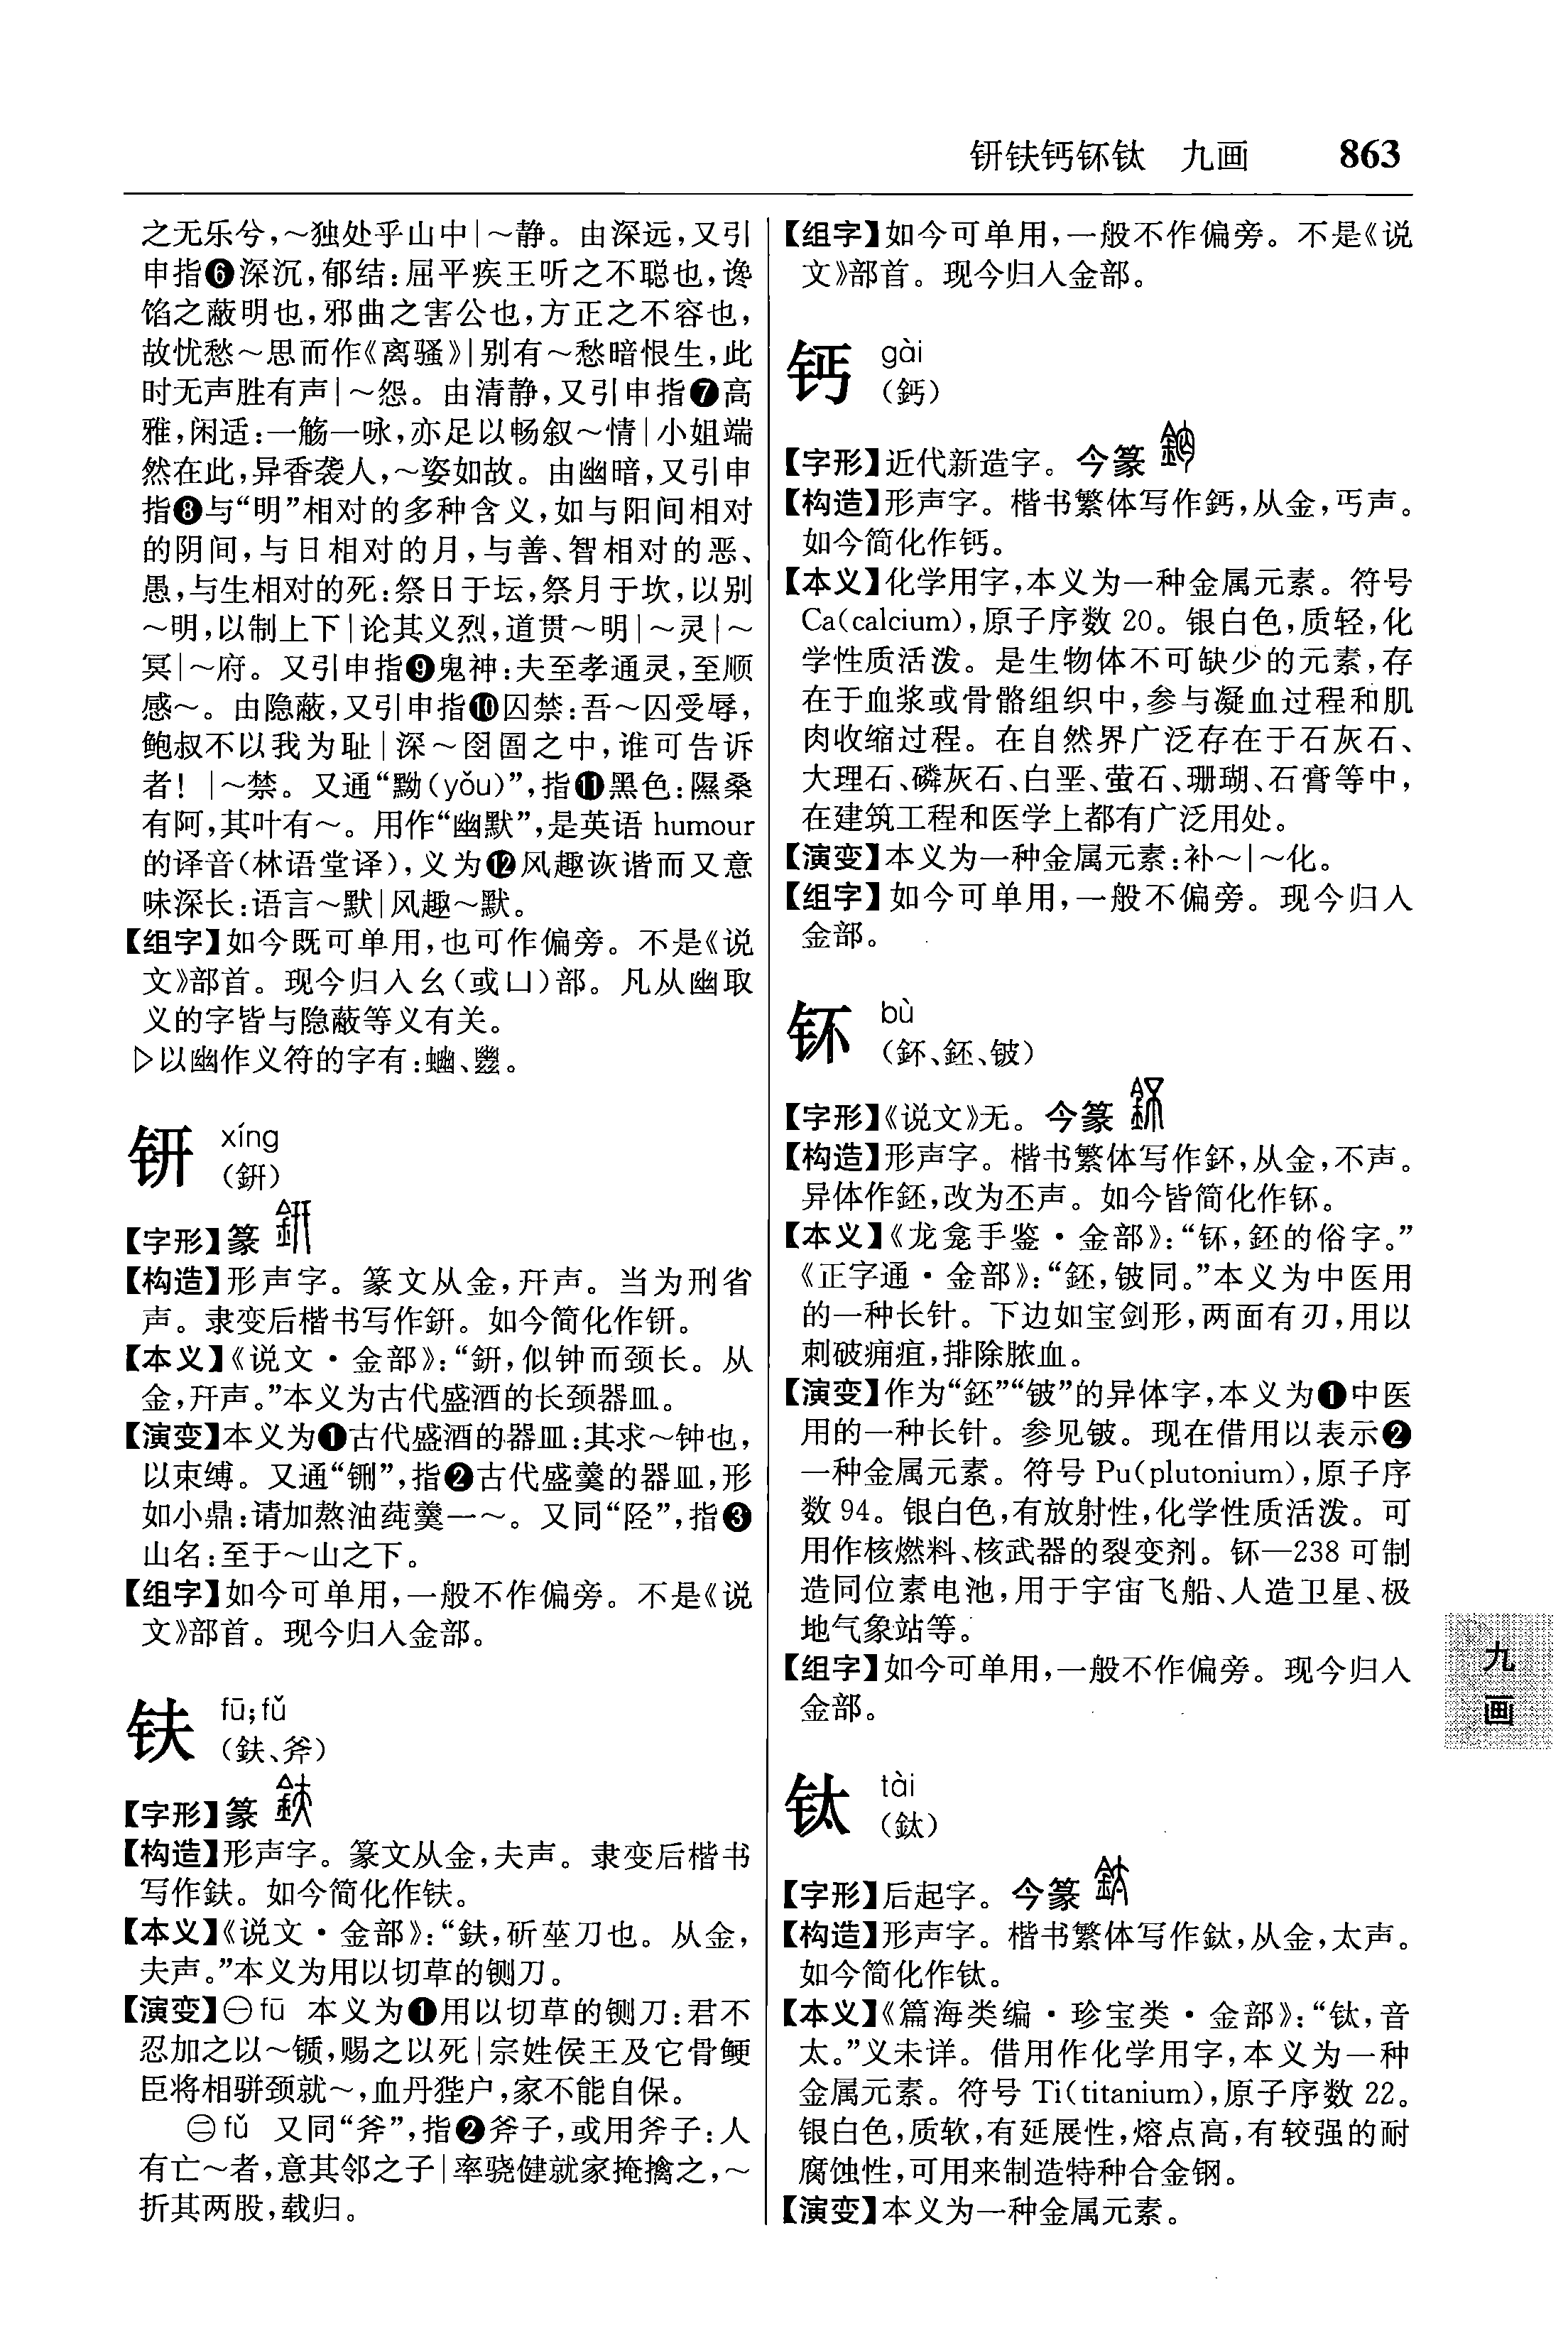 钘铁钙钚钛　九画　863
之无乐兮,～独处乎山中|～静。由深远,又引
申指❻深沉,郁结:屈平疾王听之不聪也,谗
馅之蔽明也,邪曲之害公也,方正之不容也,
故忧愁～思而作《离骚》|别有～愁暗恨生,此
时无声胜有声|～怨。由清静,又引申指❼高
雅,闲适:一觞一咏,亦足以畅叙～情|小姐端
然在此,异香袭人,～姿如故。由幽暗,又引申
指❽与“明”相对的多种含义,如与阳间相对
的阴间,与日相对的月,与善、智相对的恶、
愚,与生相对的死:祭日于坛,祭月于坎,以别
～明,以制上下|论其义烈,道贯～明|～灵|～
冥|～府。又引申指❾鬼神:夫至孝通灵,至顺
感～。由隐蔽,又引申指❿囚禁:吾～囚受辱,
鲍叔不以我为耻|深～囹圄之中,谁可告诉
者!|～禁。又通“黝(yǒu)”,指⓫黑色:隰桑
有阿,其叶有～。用作“幽默”,是英语 humour
的译音(林语堂译),义为⓬风趣诙谐而又意
味深长:语言～默|风趣～默。
【组字】如今既可单用,也可作偏旁。不是《说
文》部首。现今归入幺(或凵)部。凡从幽取
义的字皆与隐蔽等义有关。
▷以幽作义符的字有:蚴、豳。
钘 xíng
(鈃)
【字形】篆
【构造】形声字。篆文从金,幵声。当为刑省
声。隶变后楷书写作鈃。如今简化作钘。
【本义】《说文·金部》:“鈃,似钟而颈长。从
金,幵声。”本义为古代盛酒的长颈器皿。
【演变】本义为❶古代盛酒的器皿:其求～钟也,
以束缚。又通“铏”,指❷古代盛羹的器皿,形
如小鼎:请加熬油莼羹一～。又同“陉”,指❸
山名:至于～山之下。
【组字】如今可单用,一般不作偏旁。不是《说
文》部首。现今归入金部。
𫓧 fū;fǔ
(鈇、斧)
【字形】篆
【构造】形声字。篆文从金,夫声。隶变后楷书
写作鈇。如今简化作𫓧。
【本义】《说文·金部》:“鈇,斫莝刀也。从金,
夫声。”本义为用以切草的铡刀。
【演变】㊀fū 本义为❶用以切草的铡刀:君不
忍加之以～锧,赐之以死|宗姓侯王及它骨鲠
臣将相骈颈就～,血丹狴户,家不能自保。
㊁fǔ 又同“斧”,指❷斧子,或用斧子:人
有亡～者,意其邻之子|率骁健就家掩擒之,～
折其两股,载归。
【组字】如今可单用,一般不作偏旁。不是《说
文》部首。现今归入金部。
钙 gài
(鈣)
【字形】近代新造字。今篆
【构造】形声字。楷书繁体写作鈣,从金,丐声。
如今简化作钙。
【本义】化学用字,本义为一种金属元素。符号
Ca(calcium),原子序数 20。银白色,质轻,化
学性质活泼。是生物体不可缺少的元素,存
在于血浆或骨骼组织中,参与凝血过程和肌
肉收缩过程。在自然界广泛存在于石灰石、
大理石、磷灰石、白垩、萤石、珊瑚、石膏等中,
在建筑工程和医学上都有广泛用处。
【演变】本义为一种金属元素:补～|～化。
【组字】如今可单用,一般不偏旁。现今归入
金部。
钚 bù
(鈈、鉟、铍)
【字形】《说文》无。今篆
【构造】形声字。楷书繁体写作鈈,从金,不声。
异体作鉟,改为丕声。如今皆简化作钚。
【本义】《龙龛手鉴·金部》:“钚,鉟的俗字。”
《正字通·金部》:“鉟,铍同。”本义为中医用
的一种长针。下边如宝剑形,两面有刃,用以
刺破痈疽,排除脓血。
【演变】作为“鉟”“铍”的异体字,本义为❶中医
用的一种长针。参见铍。现在借用以表示❷
一种金属元素。符号 Pu(plutonium),原子序
数 94。银白色,有放射性,化学性质活泼。可
用作核燃料、核武器的裂变剂。钚—238 可制
造同位素电池,用于宇宙飞船、人造卫星、极
地气象站等。
【组字】如今可单用,一般不作偏旁。现今归入
金部。
钛 tài
(鈦)
【字形】后起字。今篆
【构造】形声字。楷书繁体写作鈦,从金,太声。
如今简化作钛。
【本义】《篇海类编·珍宝类·金部》:“钛,音
太。”义未详。借用作化学用字,本义为一种
金属元素。符号 Ti(titanium),原子序数 22。
银白色,质软,有延展性,熔点高,有较强的耐
腐蚀性,可用来制造特种合金钢。
【演变】本义为一种金属元素。
九
画